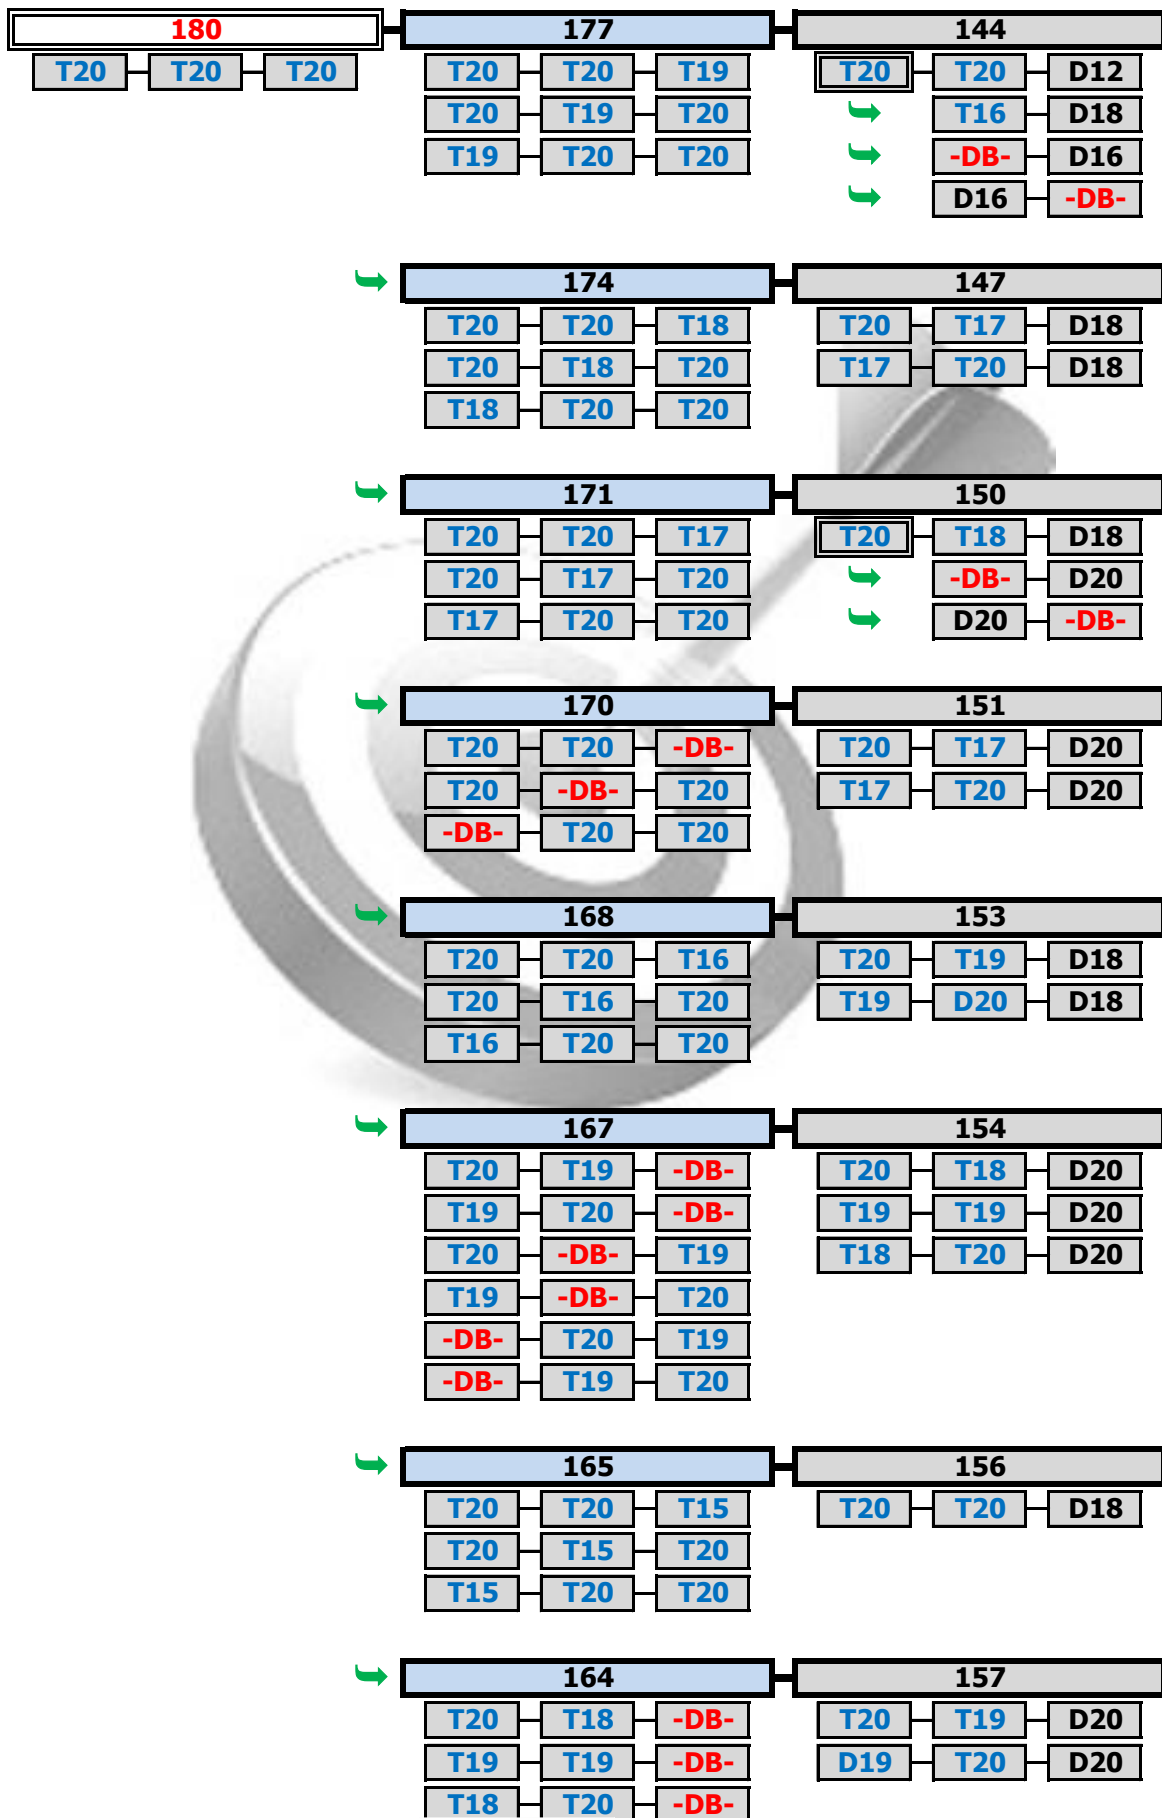 180 177 144
T20 T20 T20 T20 T20 T19 T20 T20 D12
T20 T19 T20 T16 D18
T19 T20 T20 -DB- D16
D16 -DB-
174 147
T20 T20 T18 T20 T17 D18
T20 T18 T20 T17 T20 D18
T18 T20 T20
171 150
T20 T20 T17 T20 T18 D18
T20 T17 T20 -DB- D20
T17 T20 T20 D20 -DB-
170 151
T20 T20 -DB- T20 T17 D20
T20 -DB- T20 T17 T20 D20
-DB- T20 T20
168 153
T20 T20 T16 T20 T19 D18
T20 T16 T20 T19 D20 D18
T16 T20 T20
167 154
T20 T19 -DB- T20 T18 D20
T19 T20 -DB- T19 T19 D20
T20 -DB- T19 T18 T20 D20
T19 -DB- T20
-DB- T20 T19
-DB- T19 T20
165 156
T20 T20 T15 T20 T20 D18
T20 T15 T20
T15 T20 T20
164 157
T20 T18 -DB- T20 T19 D20
T19 T19 -DB- D19 T20 D20
T18 T20 -DB-